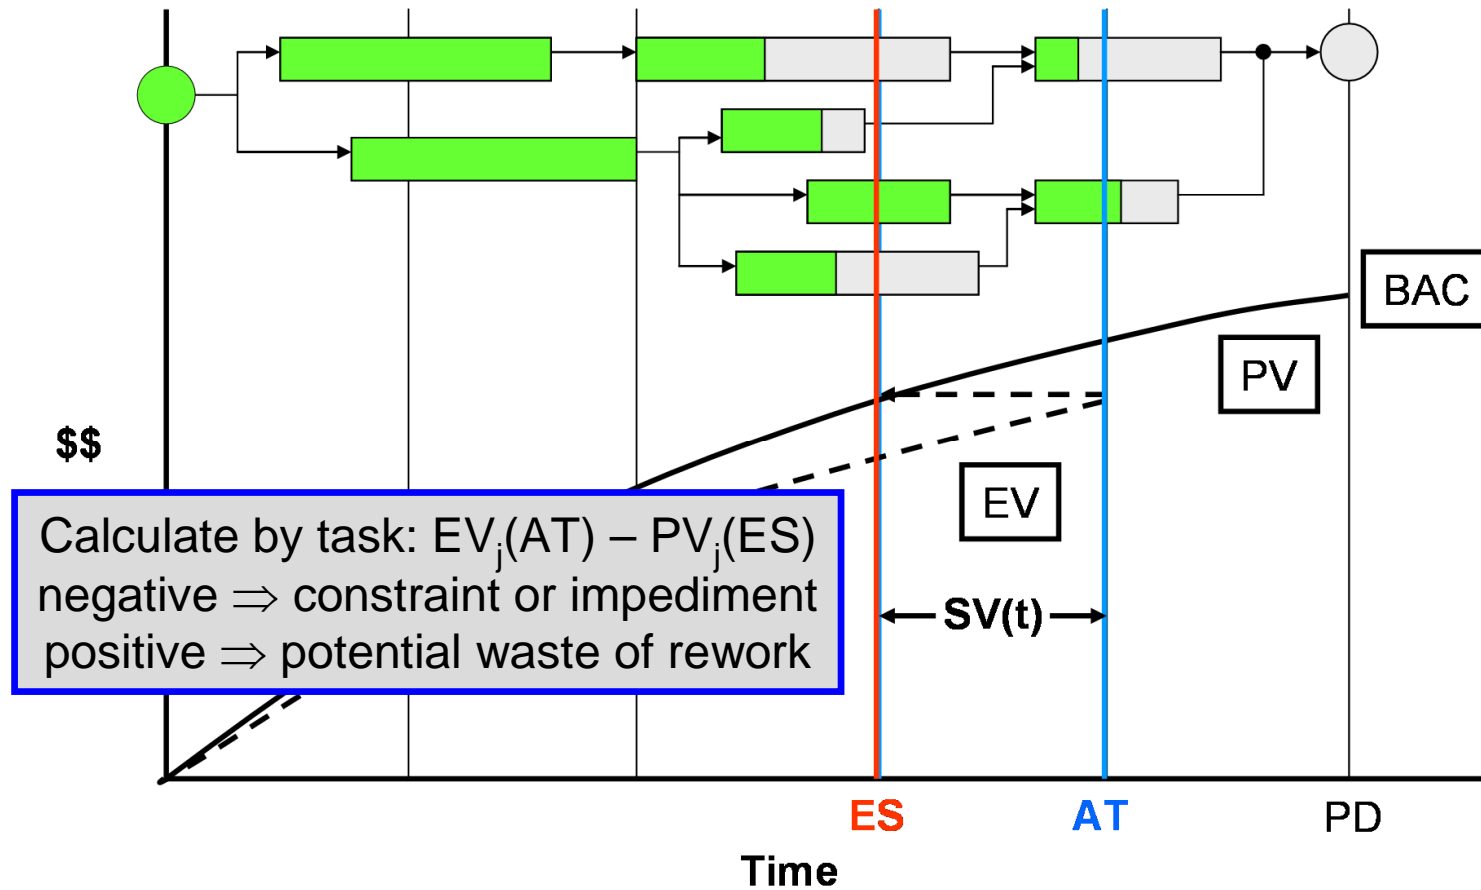 BAC
PV
$$
EV
Calculate by task: EVj(AT) – PVj(ES)
negative ⇒ constraint or impediment
positive ⇒ potential waste of rework
SV(t)
ES
AT
PD
Time